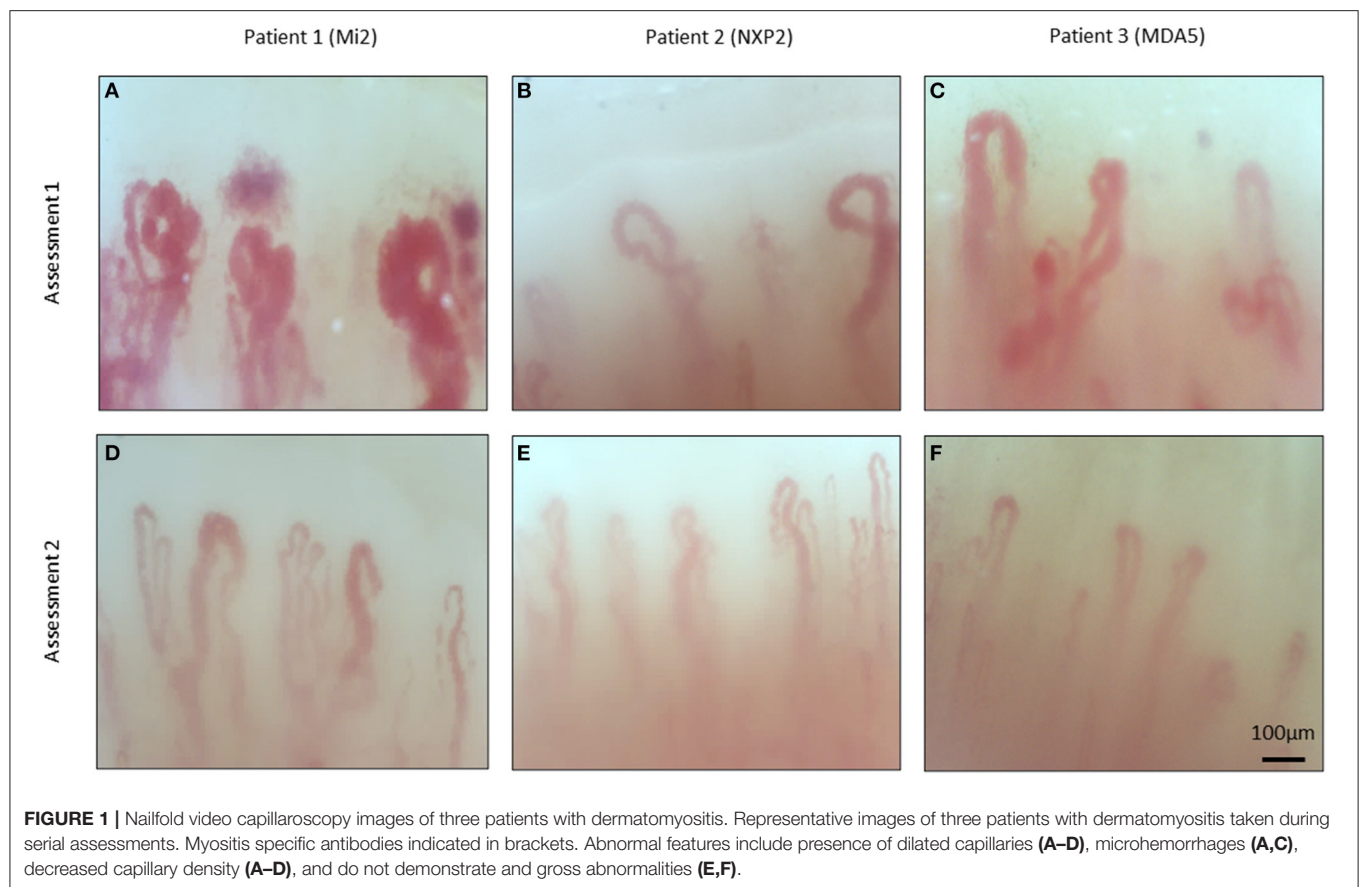 Patient 1 (Mi2)
Patient 2 (NXP2)
Patient 3 (MDA5)
Assessment 1
A
B
C
Assessment 2
D
E
F
100µm
FIGURE 1 | Nailfold video capillaroscopy images of three patients with dermatomyositis. Representative images of three patients with dermatomyositis taken during
serial assessments. Myositis specific antibodies indicated in brackets. Abnormal features include presence of dilated capillaries (A–D), microhemorrhages (A,C),
decreased capillary density (A–D), and do not demonstrate and gross abnormalities (E,F).